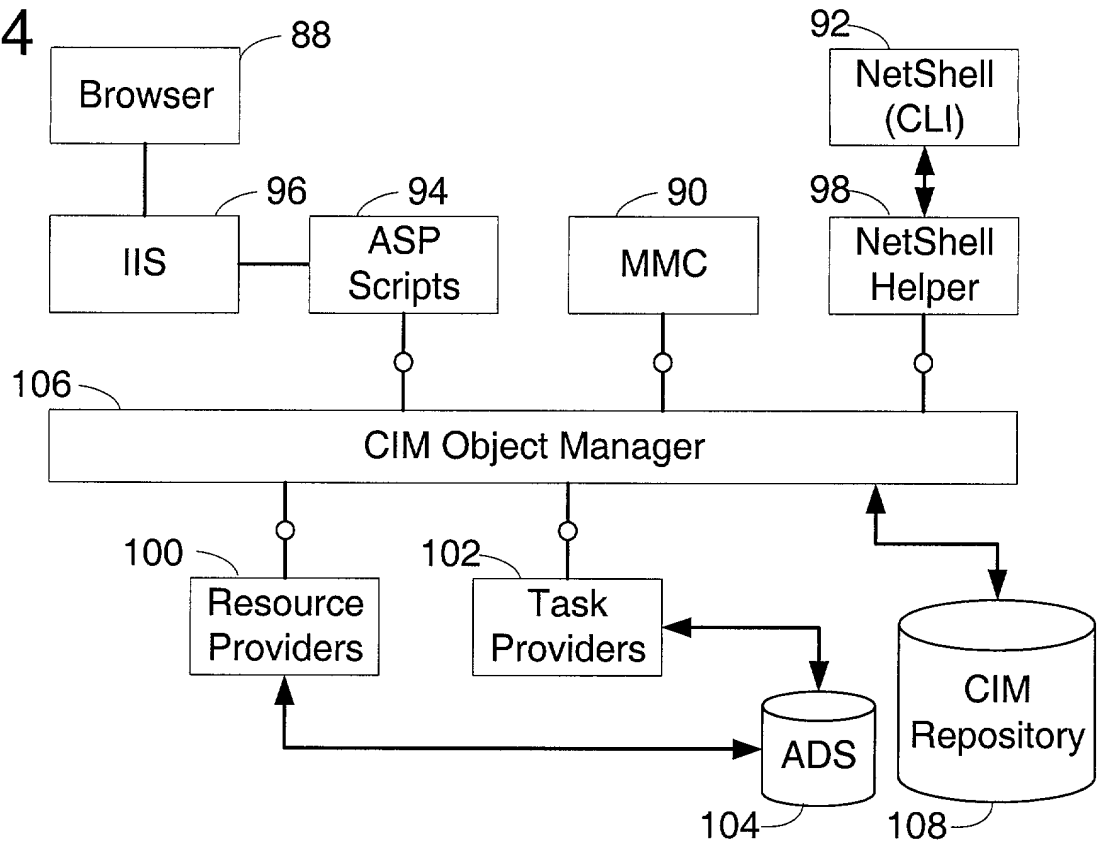 4
88
92
Browser
NetShell
(CLI)
96
94
90
98
IIS
ASP
Scripts
MMC
NetShell
Helper
106
CIM Object Manager
100
102
Resource
Providers
Task
Providers
CIM
Repository
ADS
104
108